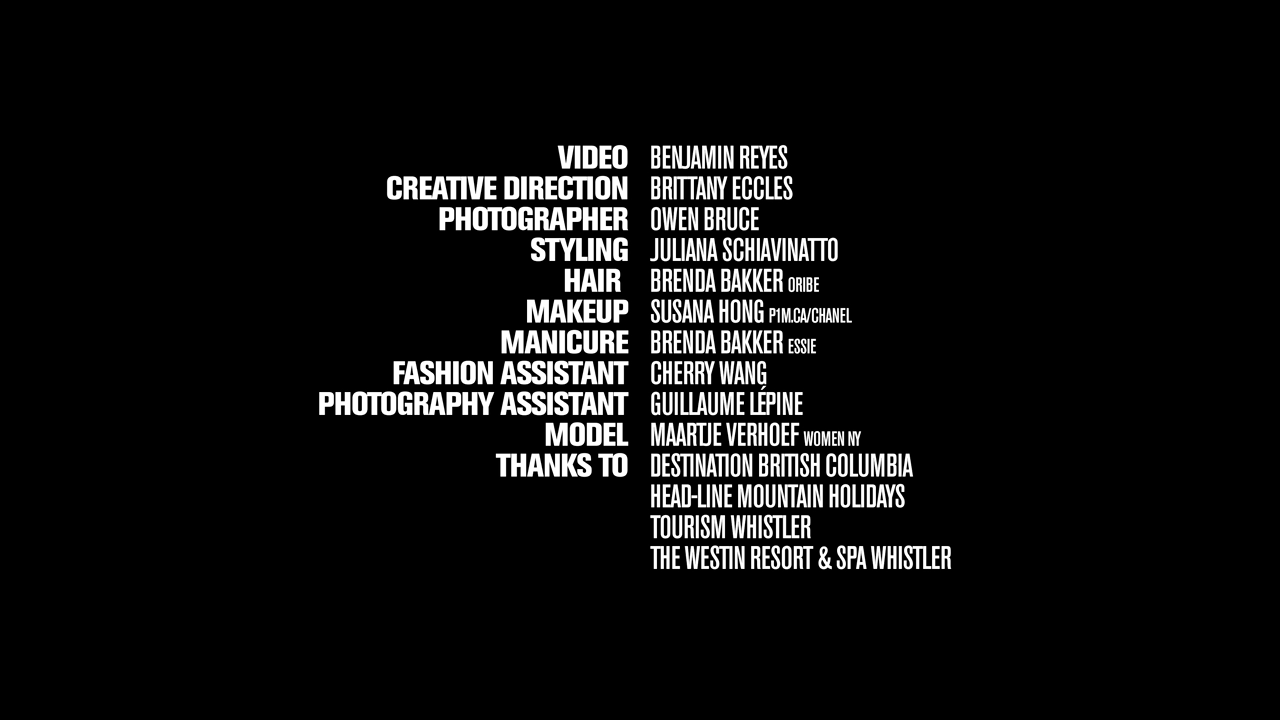 VIDEO BENJAMIN REYES
CREATIVE DIRECTION BRITTANY ECCLES
PHOTOGRAPHER OWEN BRUCE
STYLING JULIANA SCHIAVINATTO
HAIR BRENDA BAKKER ORIBE
MAKEUP SUSANA HONG P1M.CA/CHANEL
MANICURE BRENDA BAKKER ESSIE
FASHION ASSISTANT CHERRY WANG
PHOTOGRAPHY ASSISTANT GUILLAUME LÉPINE
MODEL MAARTJE VERHOEF WOMEN NY
THANKS TO DESTINATION BRITISH COLUMBIA
HEAD-LINE MOUNTAIN HOLIDAYS
TOURISM WHISTLER
THE WESTIN RESORT & SPA WHISTLER